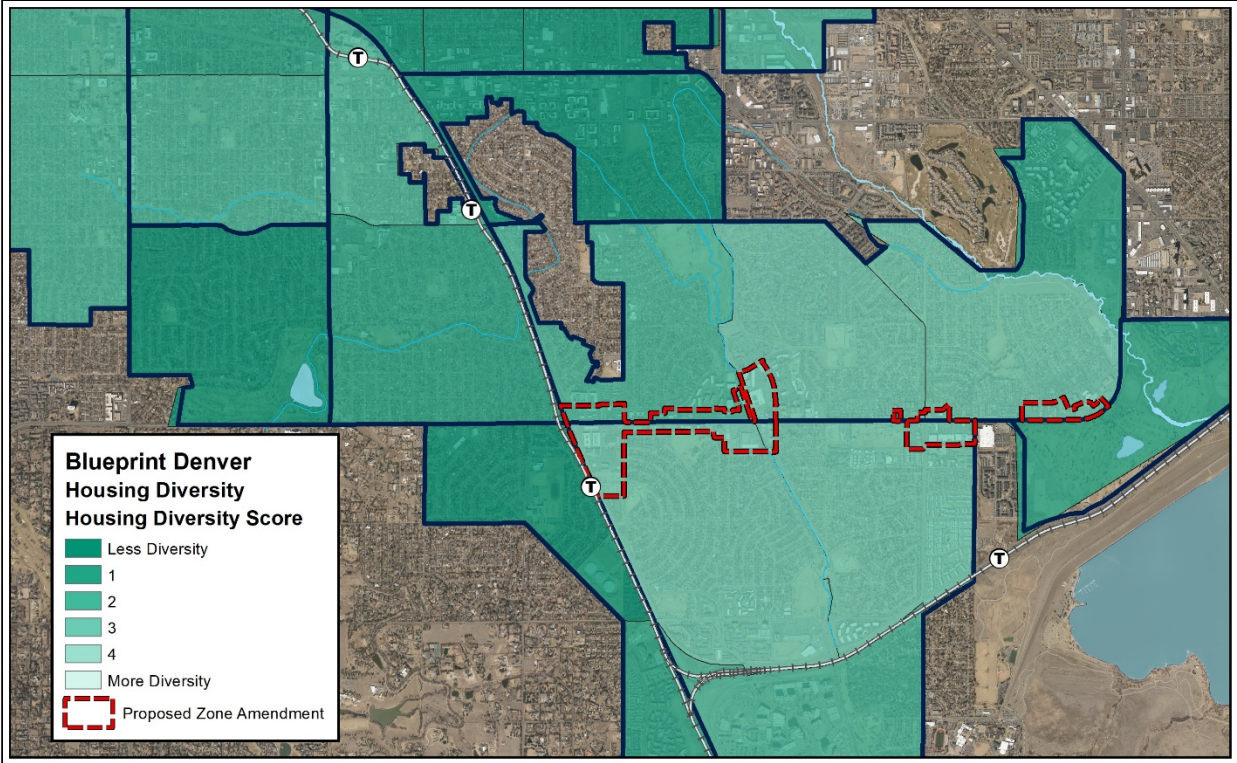 T
T
T
T
Blueprint Denver
Housing Diversity
Housing Diversity Score
Less Diversity
1
2
3
4
More Diversity
Proposed Zone Amendment